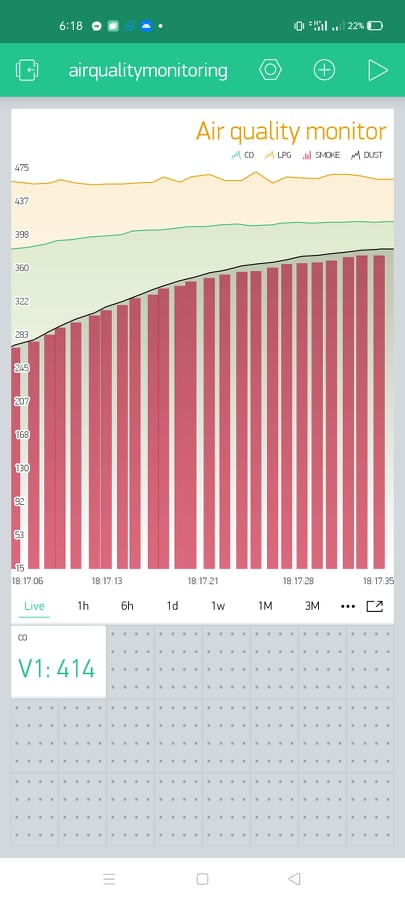 6:18
22%
airqualitymonitoring
Air quality monitor
CO LPG SMOKE DUST
475
437
398
360
322
283
245
207
168
130
92
53
15
18:17:06 18:17:13 18:17:21 18:17:28 18:17:35
Live 1h 6h 1d 1w 1M 3M
CO
V1: 414